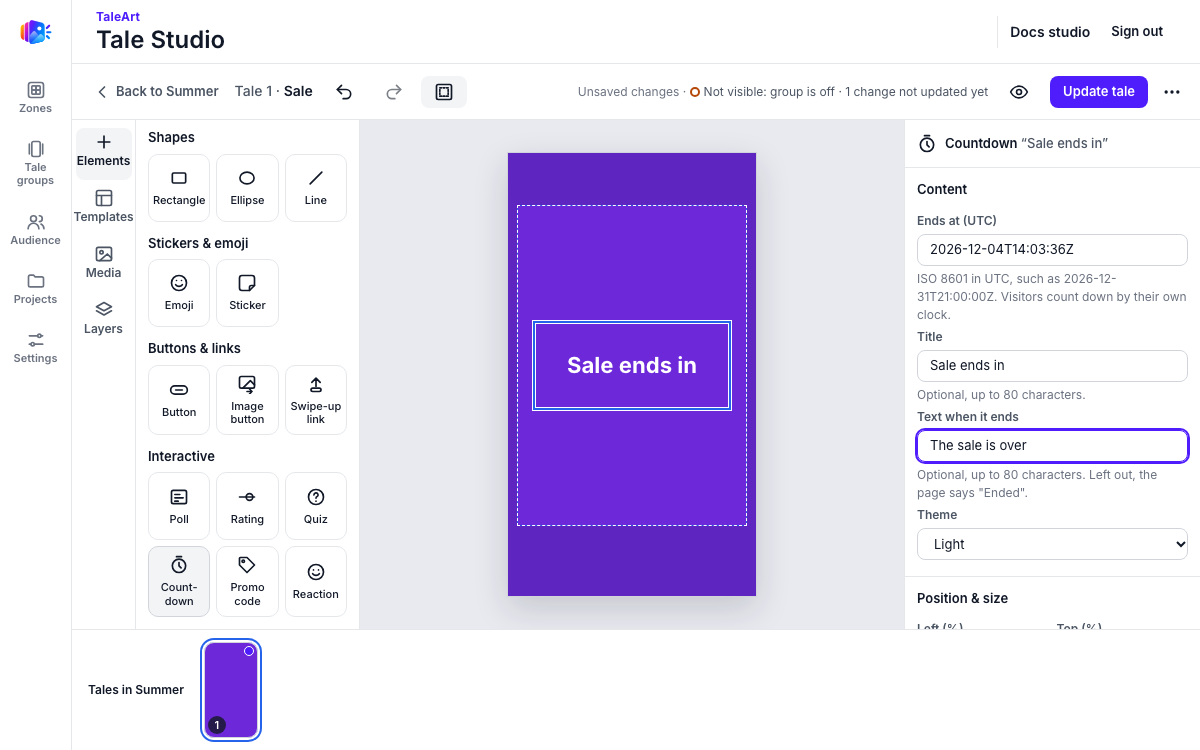 TaleArt
Tale Studio
Docs studio
Sign out
Back to Summer
Tale 1 · Sale
Unsaved changes · Not visible: group is off · 1 change not updated yet
Update tale
Zones
Tale groups
Audience
Projects
Settings
Elements
Templates
Media
Layers
Shapes
Rectangle
Ellipse
Line
Stickers & emoji
Emoji
Sticker
Buttons & links
Button
Image button
Swipe-up link
Interactive
Poll
Rating
Quiz
Count-down
Promo code
Reaction
Sale ends in
Countdown “Sale ends in”
Content
Ends at (UTC)
2026-12-04T14:03:36Z
ISO 8601 in UTC, such as 2026-12-
31T21:00:00Z. Visitors count down by their own
clock.
Title
Sale ends in
Optional, up to 80 characters.
Text when it ends
The sale is over
Optional, up to 80 characters. Left out, the
page says "Ended".
Theme
Light
Position & size
Left (%)
Top (%)
Tales in Summer
1